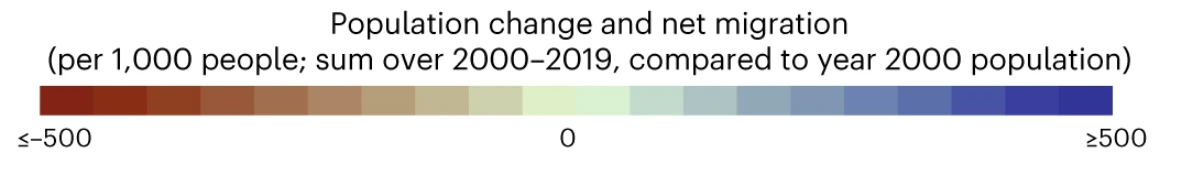 Population change and net migration
(per 1,000 people; sum over 2000–2019, compared to year 2000 population)
≤–500 0 ≥500